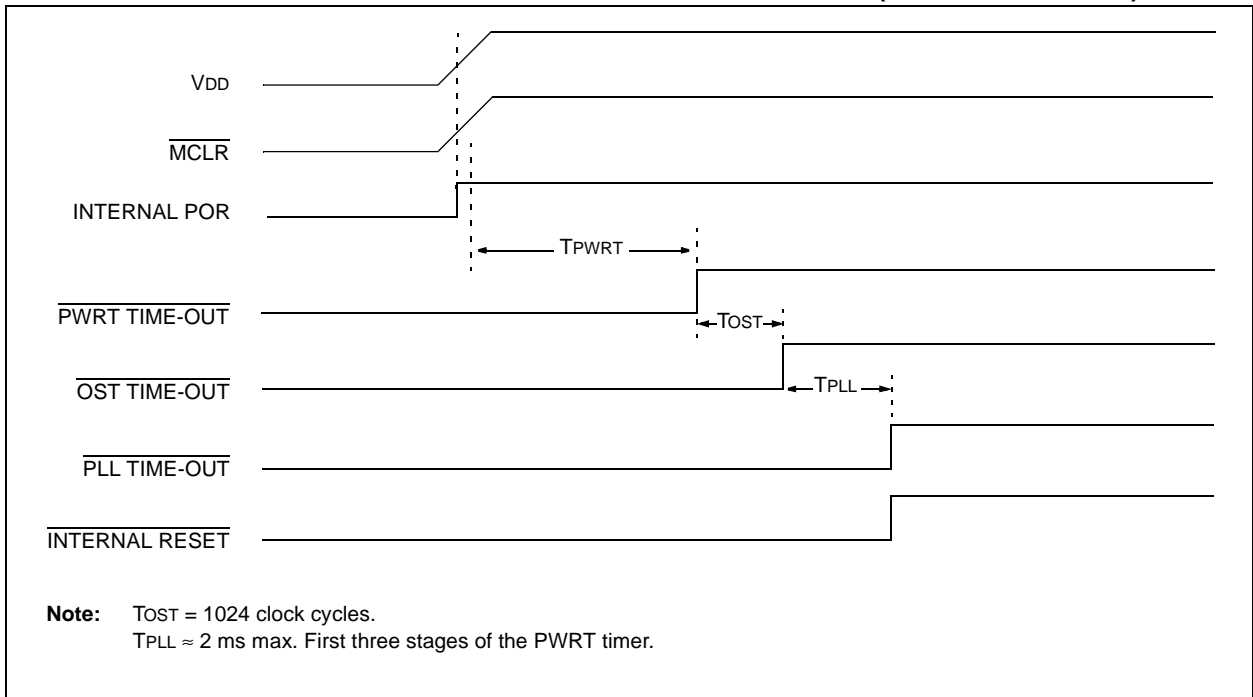 VDD
MCLR
INTERNAL POR
TPWRT
PWRT TIME-OUT
TOST
OST TIME-OUT
TPLL
PLL TIME-OUT
INTERNAL RESET
Note: TOST = 1024 clock cycles.
TPLL ≈ 2 ms max. First three stages of the PWRT timer.